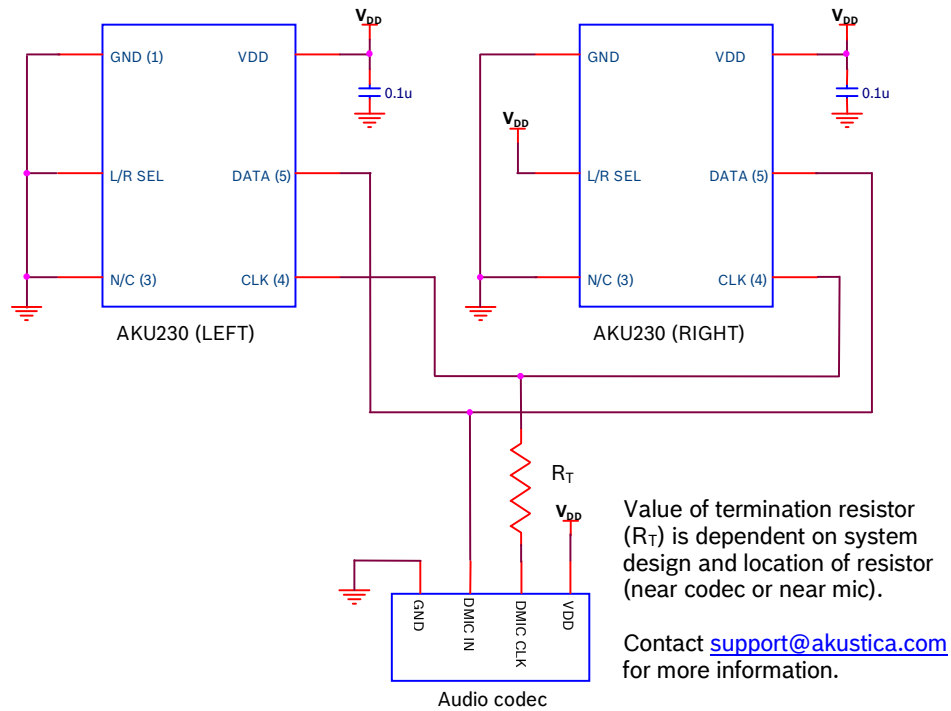 VDD
VDD
GND (1)
VDD
0.1u
L/R SEL
DATA (5)
N/C (3)
CLK (4)
AKU230 (LEFT)
GND
VDD
0.1u
VDD
L/R SEL
DATA (5)
N/C (3)
CLK (4)
AKU230 (RIGHT)
RT
VDD
GND
DMIC IN
DMIC CLK
VDD
Audio codec
Value of termination resistor
(RT) is dependent on system
design and location of resistor
(near codec or near mic).
Contact support@akustica.com
for more information.